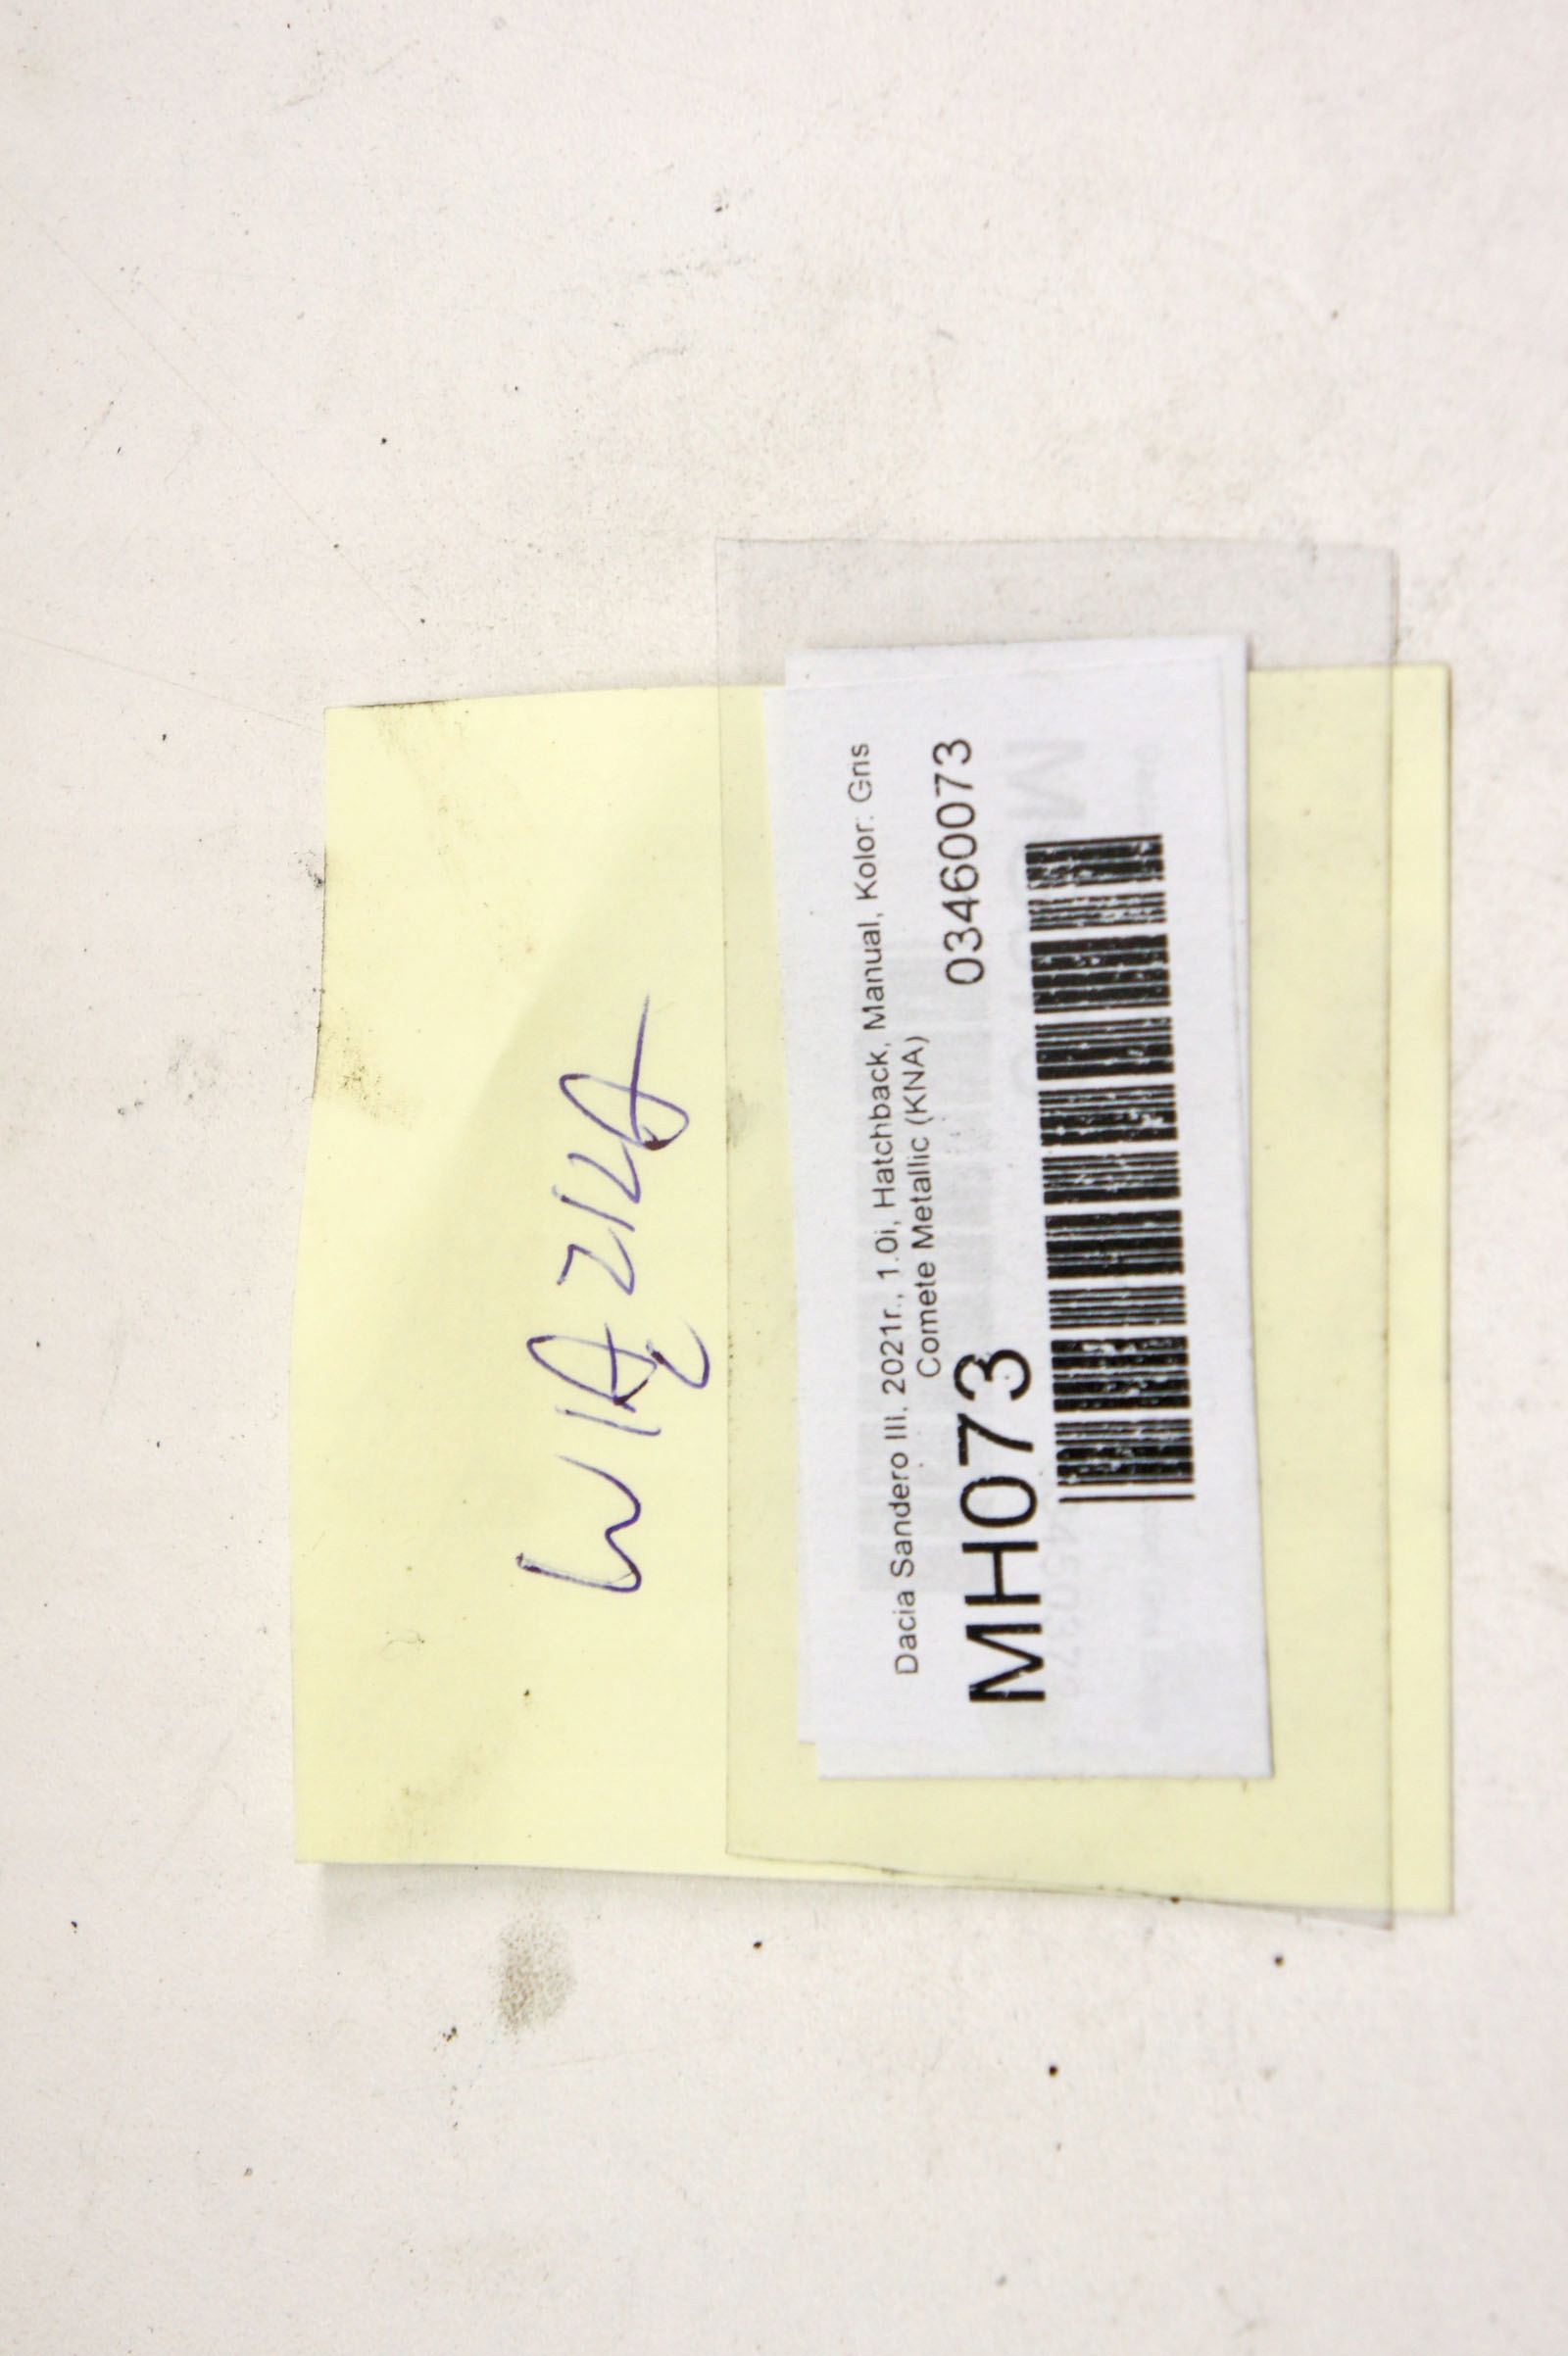 WIĄZKA
Dacia Sandero III, 2021r., 1.0i, Hatchback, Manual, Kolor: Gris
Comete Metallic (KNA)
MH073 03460073